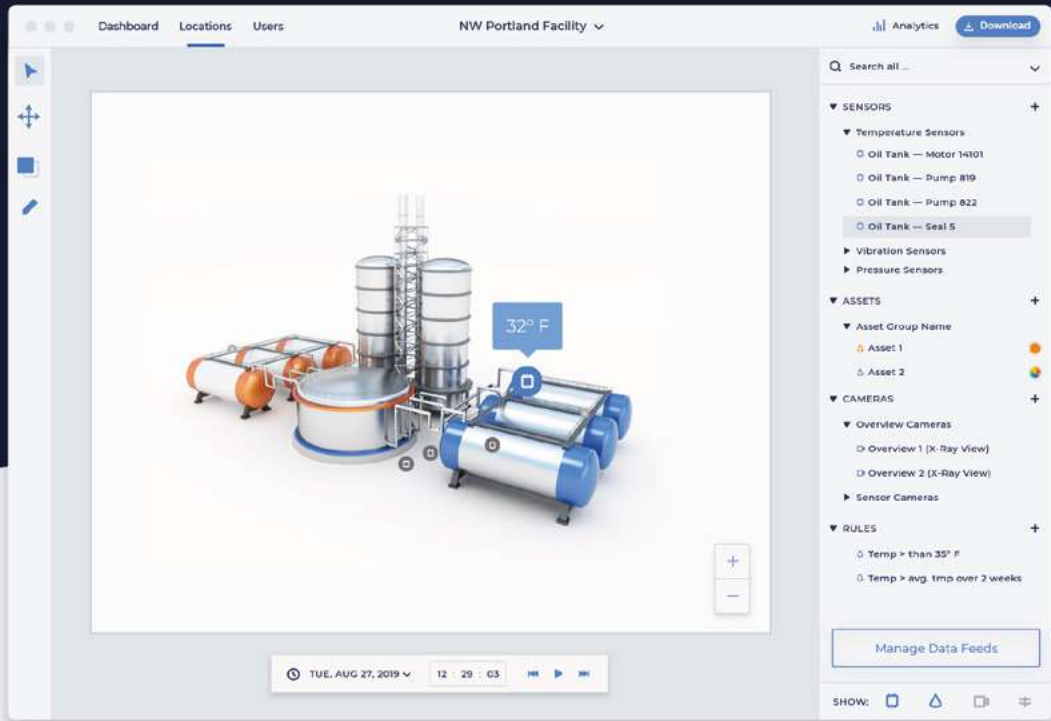 Dashboard Locations Users NW Portland Facility Analytics Download
Search all ...
SENSORS +
Temperature Sensors
Oil Tank — Motor 14101
Oil Tank — Pump 819
Oil Tank — Pump 822
Oil Tank — Seal 5
Vibration Sensors
Pressure Sensors
ASSETS +
Asset Group Name
Asset 1
Asset 2
CAMERAS +
Overview Cameras
Overview 1 (X-Ray View)
Overview 2 (X-Ray View)
Sensor Cameras
RULES +
Temp > than 35° F
Temp > avg. tmp over 2 weeks
Manage Data Feeds
SHOW:
32° F
+
−
TUE, AUG 27, 2019 12 : 29 : 03